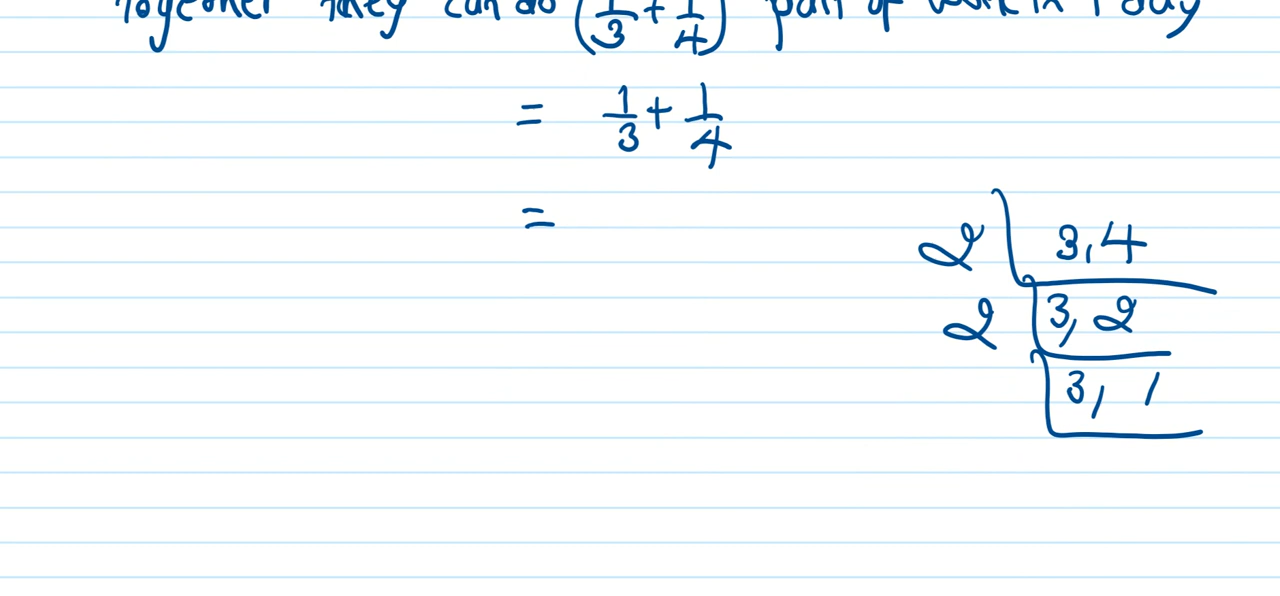 Together they can do (1/3 + 1/4) part of work in 1 day
= 1/3 + 1/4
=
2 | 3, 4
2 | 3, 2
| 3, 1